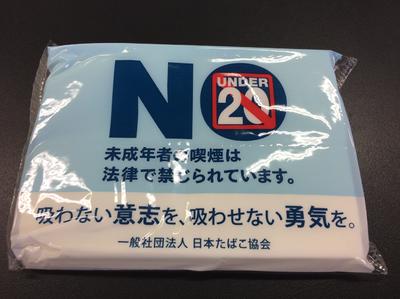 NO
UNDER
20
未成年者の喫煙は
法律で禁じられています。
吸わない意志を、吸わせない勇気を。
一般社団法人 日本たばこ協会